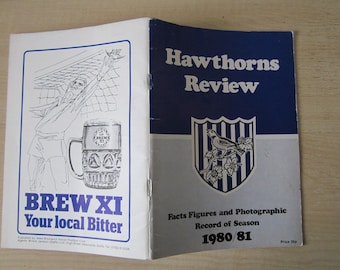 Hawthorns
Review
Facts Figures and Photographic
Record of Season
1980/81
BREW XI
Your local Bitter